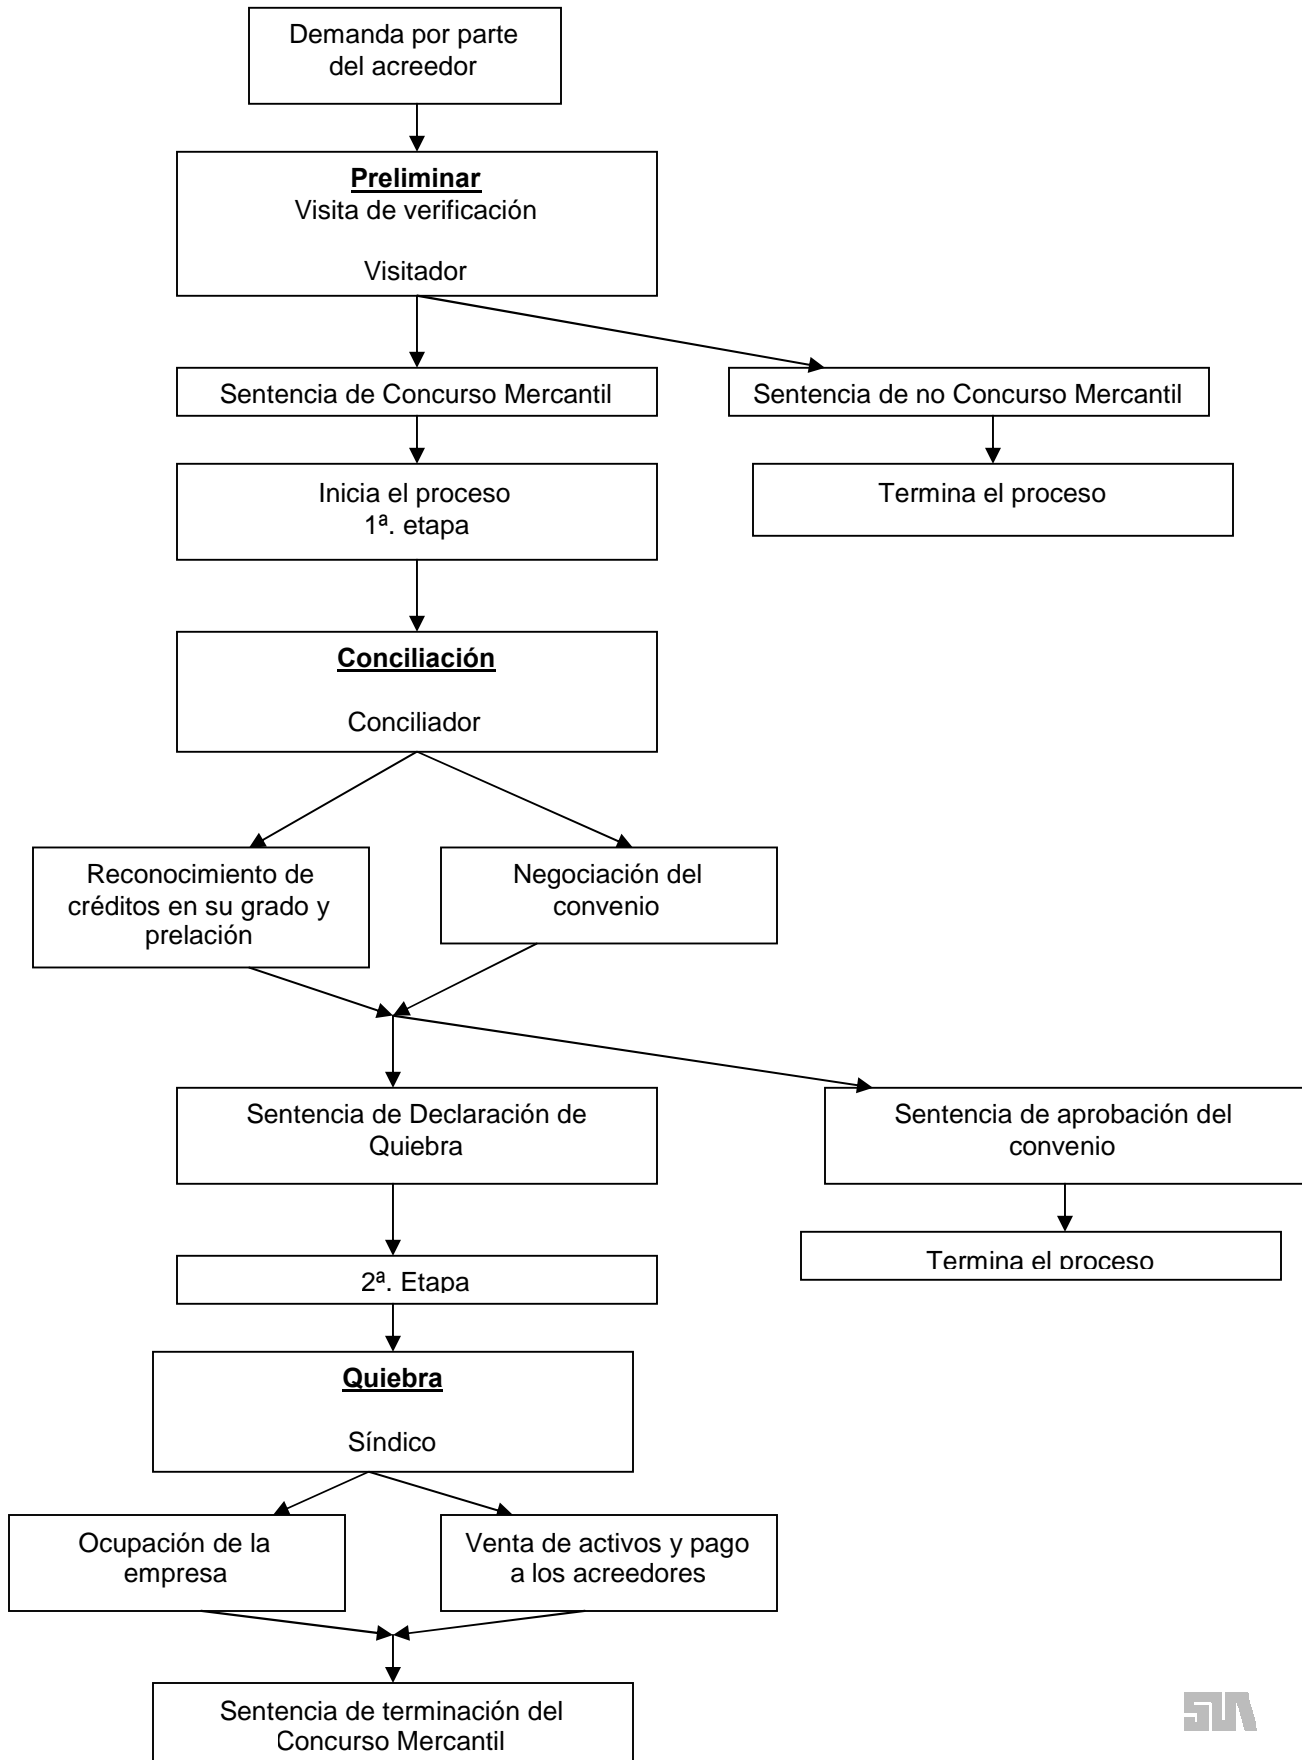 Demanda por parte
del acreedor
Preliminar
Visita de verificación
Visitador
Sentencia de Concurso Mercantil
Sentencia de no Concurso Mercantil
Inicia el proceso
1ª. etapa
Termina el proceso
Conciliación
Conciliador
Reconocimiento de
créditos en su grado y
prelación
Negociación del
convenio
Sentencia de Declaración de
Quiebra
Sentencia de aprobación del
convenio
Termina el proceso
2ª. Etapa
Quiebra
Síndico
Ocupación de la
empresa
Venta de activos y pago
a los acreedores
Sentencia de terminación del
Concurso Mercantil
SUA